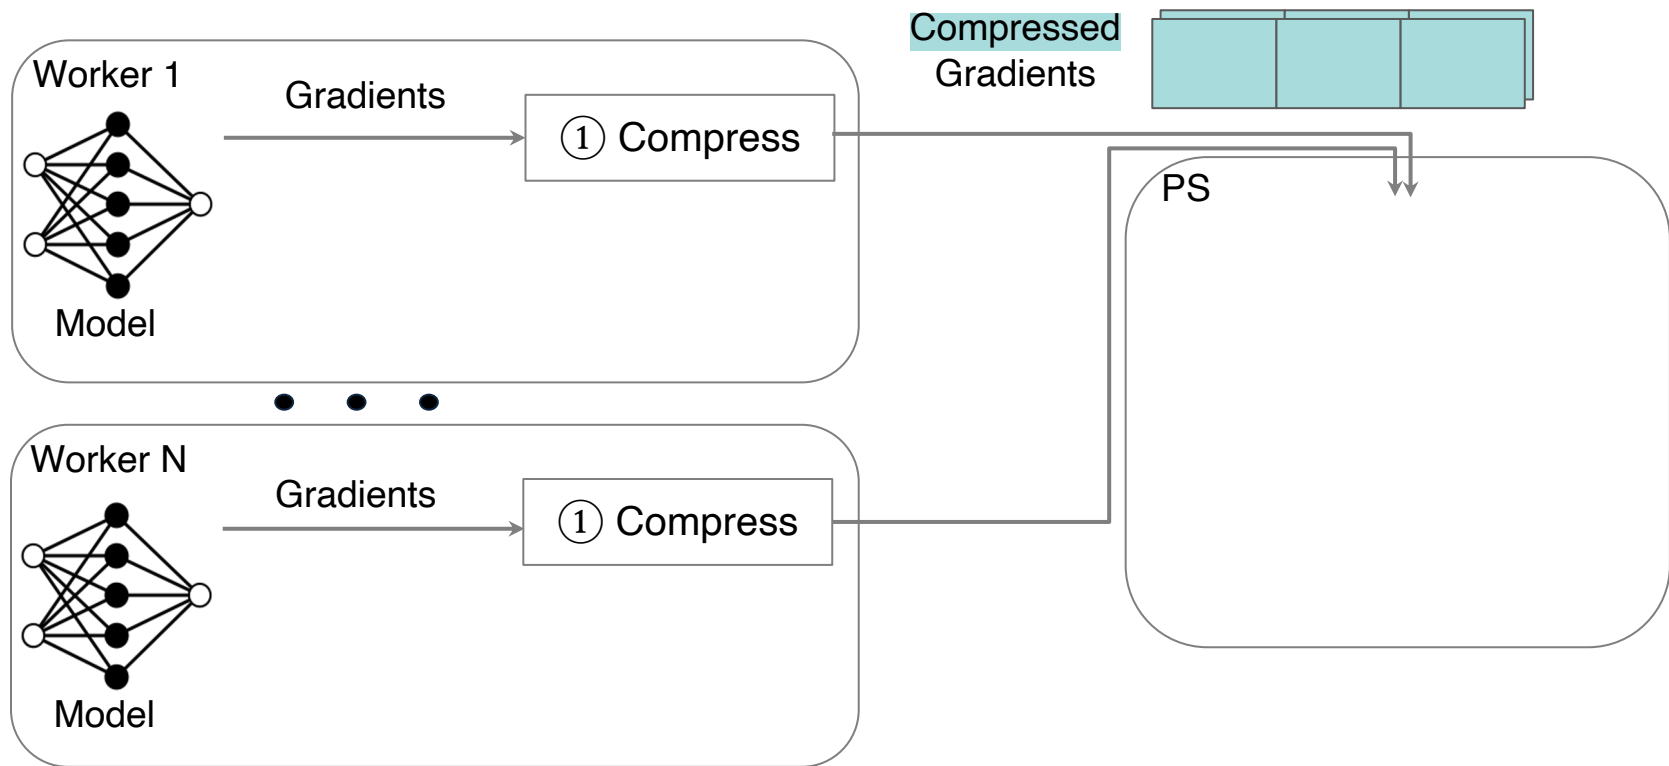 Compressed
Gradients
Worker 1
Gradients
① Compress
Model
PS
Worker N
Gradients
① Compress
Model